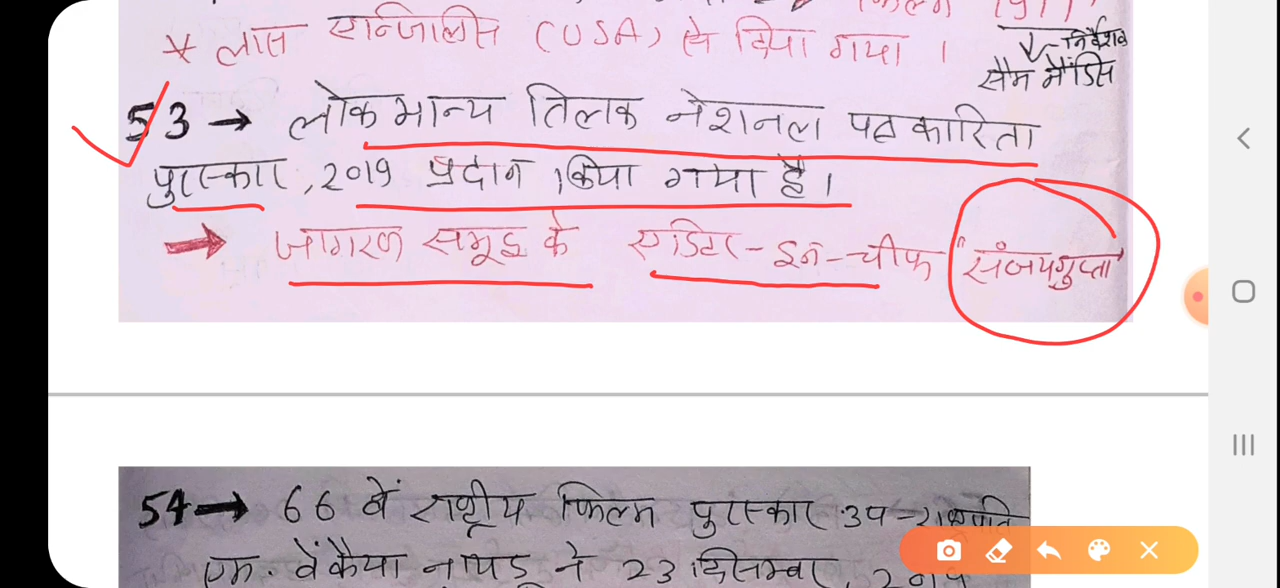 फिल्म 1917
* लास एन्जिलिस (USA) से दिया गया ।
निर्देशक
सैम मेंडिस
53 → लोकमान्य तिलक नेशनल पत्रकारिता
पुरस्कार, 2019 प्रदान किया गया है।
→ जागरण समूह के एडिटर-इन-चीफ "संजयगुप्ता"
54 → 66 वें राष्ट्रीय फिल्म पुरस्कार उप-राष्ट्रपति
एम. वेंकैया नायडू ने 23 दिसम्बर, 2019